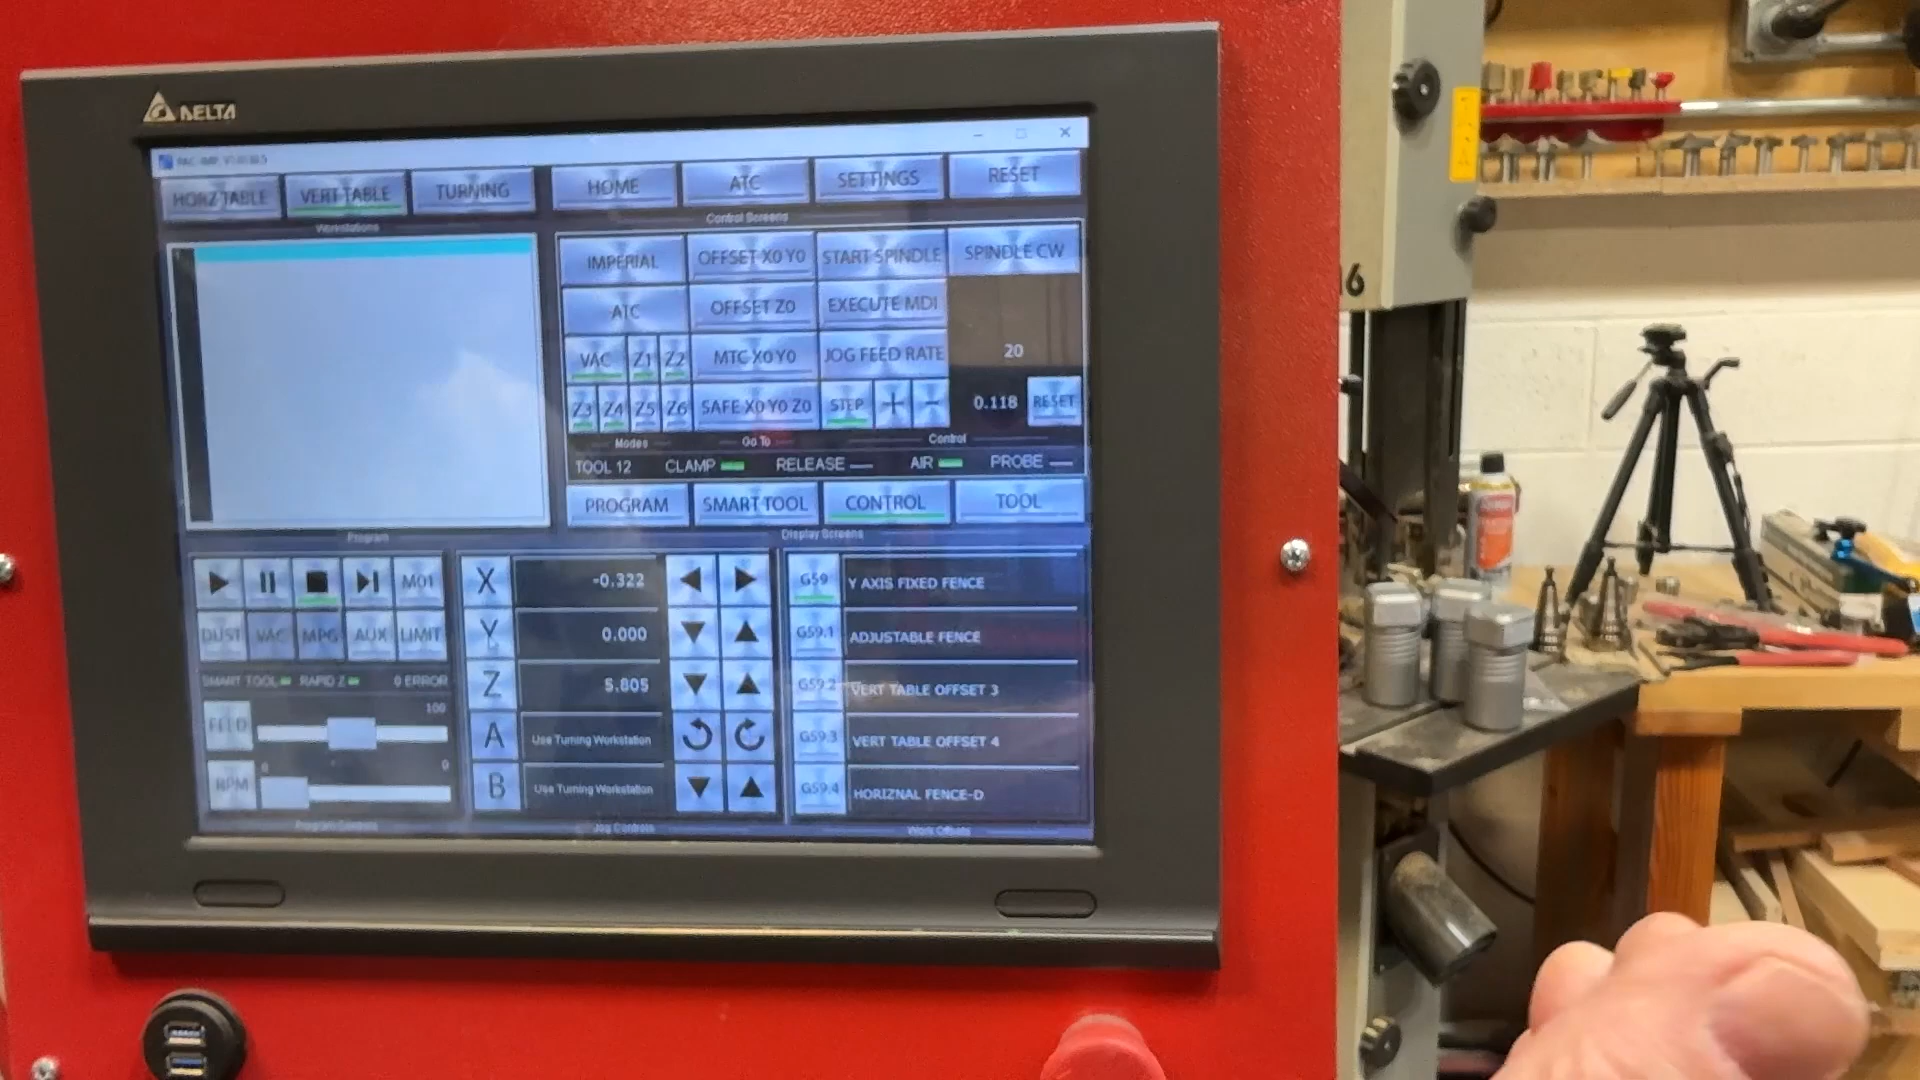 DELTA
HORZ TABLE VERT TABLE TURNING HOME ATC SETTINGS RESET
Workstations Control Screens
IMPERIAL OFFSET X0 Y0 START SPINDLE SPINDLE CW
ATC OFFSET Z0 EXECUTE MDI
VAC Z1 Z2 MTC X0 Y0 JOG FEED RATE 20
Z3 Z4 Z5 Z6 SAFE X0 Y0 Z0 STEP + - 0.118 RESET
Modes Go To Control
TOOL 12 CLAMP RELEASE AIR PROBE
PROGRAM SMART TOOL CONTROL TOOL
Program Display Screens
M01 X -0.322 G59 Y AXIS FIXED FENCE
DUST VAC MPG AUX LIMIT Y 0.000 G59.1 ADJUSTABLE FENCE
SMART TOOL RAPID Z 0 ERROR Z 5.805 G59.2 VERT TABLE OFFSET 3
FEED 100 A Use Turning Workstation G59.3 VERT TABLE OFFSET 4
RPM 0 0 B Use Turning Workstation G59.4 HORIZNAL FENCE-D
Program Controls Jog Controls Work Offsets
16